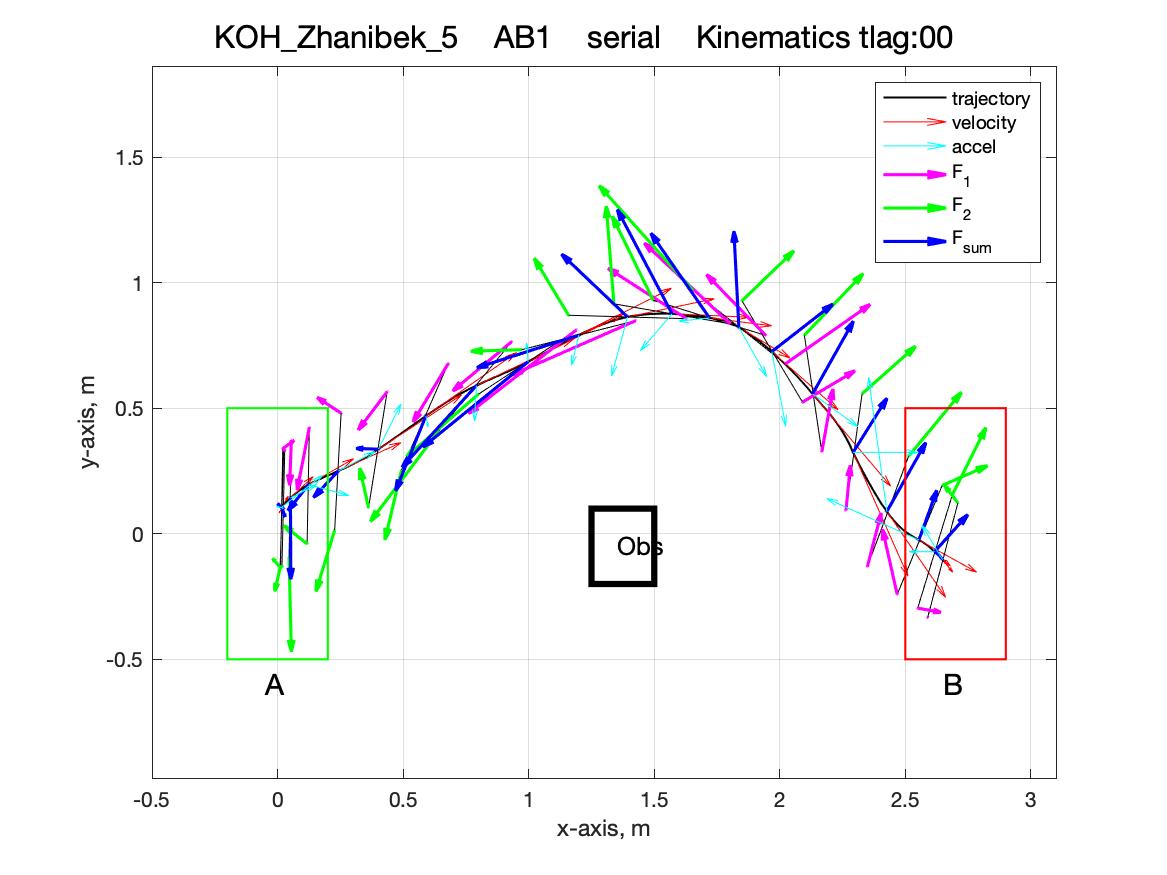 KOH_Zhanibek_5 AB1 serial Kinematics tlag:00
trajectory
velocity
accel
F1
F2
Fsum
y-axis, m
1.5
1
0.5
0
-0.5
Obs
A
B
-0.5 0 0.5 1 1.5 2 2.5 3
x-axis, m